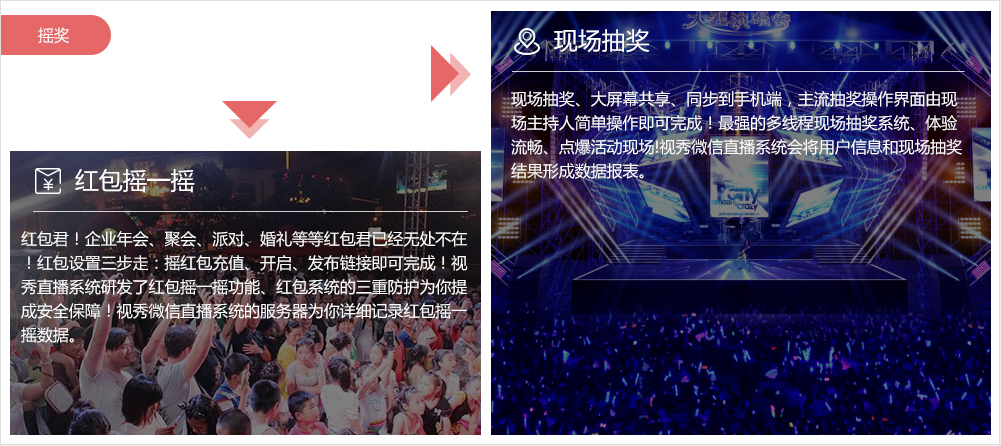 摇奖
红包摇一摇
红包君！企业年会、聚会、派对、婚礼等等红包君已经无处不在
！红包设置三步走：摇红包充值、开启、发布链接即可完成！视
秀直播系统研发了红包摇一摇功能、红包系统的三重防护为你提
成安全保障！视秀微信直播系统的服务器为你详细记录红包摇一
摇数据。
现场抽奖
现场抽奖、大屏幕共享、同步到手机端，主流抽奖操作界面由现
场主持人简单操作即可完成！最强的多线程现场抽奖系统、体验
流畅、点爆活动现场!视秀微信直播系统会将用户信息和现场抽奖
结果形成数据报表。